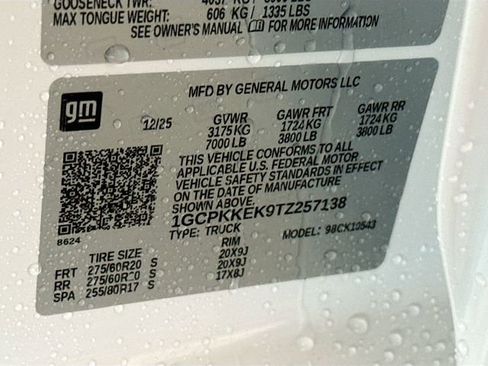 GOOSENECK TWR:
MAX TONGUE WEIGHT: 606 KG / 1335 LBS
SEE OWNER'S MANUAL FOR MORE INFORMATION
MFD BY GENERAL MOTORS LLC
gm
12/25 GVWR GAWR FRT GAWR RR
3175 KG 1724 KG 1724 KG
7000 LB 3800 LB 3800 LB
THIS VEHICLE CONFORMS TO ALL
APPLICABLE U.S. FEDERAL MOTOR
VEHICLE SAFETY STANDARDS IN EFFECT
ON THE DATE OF MANUFACTURE
1GCPKKEK9TZ257138
TYPE: TRUCK MODEL: 98CK10543
8624
TIRE SIZE RIM
FRT 275/60R20 S 20X9J
RR 275/60R20 S 20X9J
SPA 255/80R17 S 17X8J